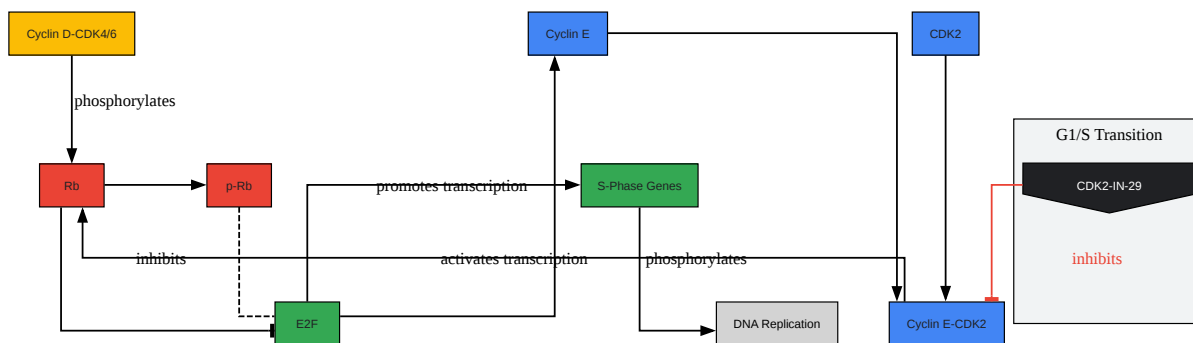 Cyclin D-CDK4/6
Cyclin E
CDK2
phosphorylates
G1/S Transition
Rb
p-Rb
promotes transcription
S-Phase Genes
CDK2-IN-29
inhibits
activates transcription
phosphorylates
inhibits
E2F
DNA Replication
Cyclin E-CDK2